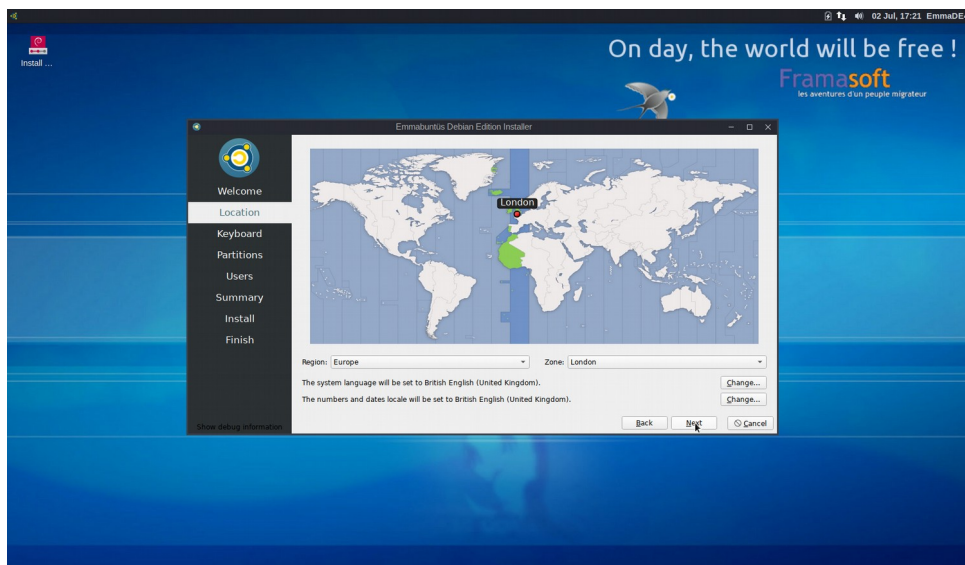 02 Jul, 17:21 EmmaDE4
Install ...
On day, the world will be free !
Framasoft
les aventures d'un peuple migrateur
Emmabuntüs Debian Edition Installer
Welcome
Location
Keyboard
Partitions
Users
Summary
Install
Finish
Show debug information
London
Region: Europe Zone: London
The system language will be set to British English (United Kingdom). Change...
The numbers and dates locale will be set to British English (United Kingdom). Change...
Back Next Cancel